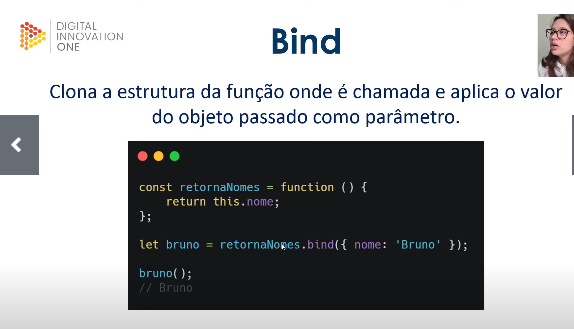 DIGITAL
INNOVATION
ONE
Bind
Clona a estrutura da função onde é chamada e aplica o valor
do objeto passado como parâmetro.
const retornaNomes = function () {
return this.nome;
};
let bruno = retornaNomes.bind({ nome: 'Bruno' });
bruno();
// Bruno